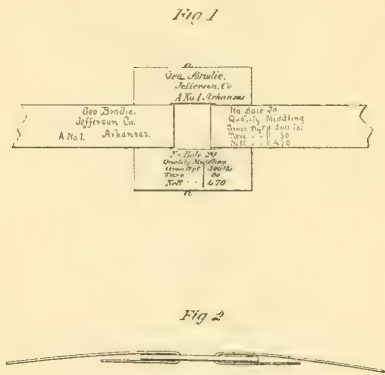 Fig 1
a
Geo. Brodie.
Jefferson, Co
A No 1. Arkansas
Geo Brodie.
Jefferson Co.
A No 1. Arkansas.
No Bale 20
Quality Middling
Gross Wgt 500 lbs
Tare 30
Nett 470
Bale 20
Quality Middling
Gross Wgt 500 lbs
Tare
Nett 470
a
Fig 2